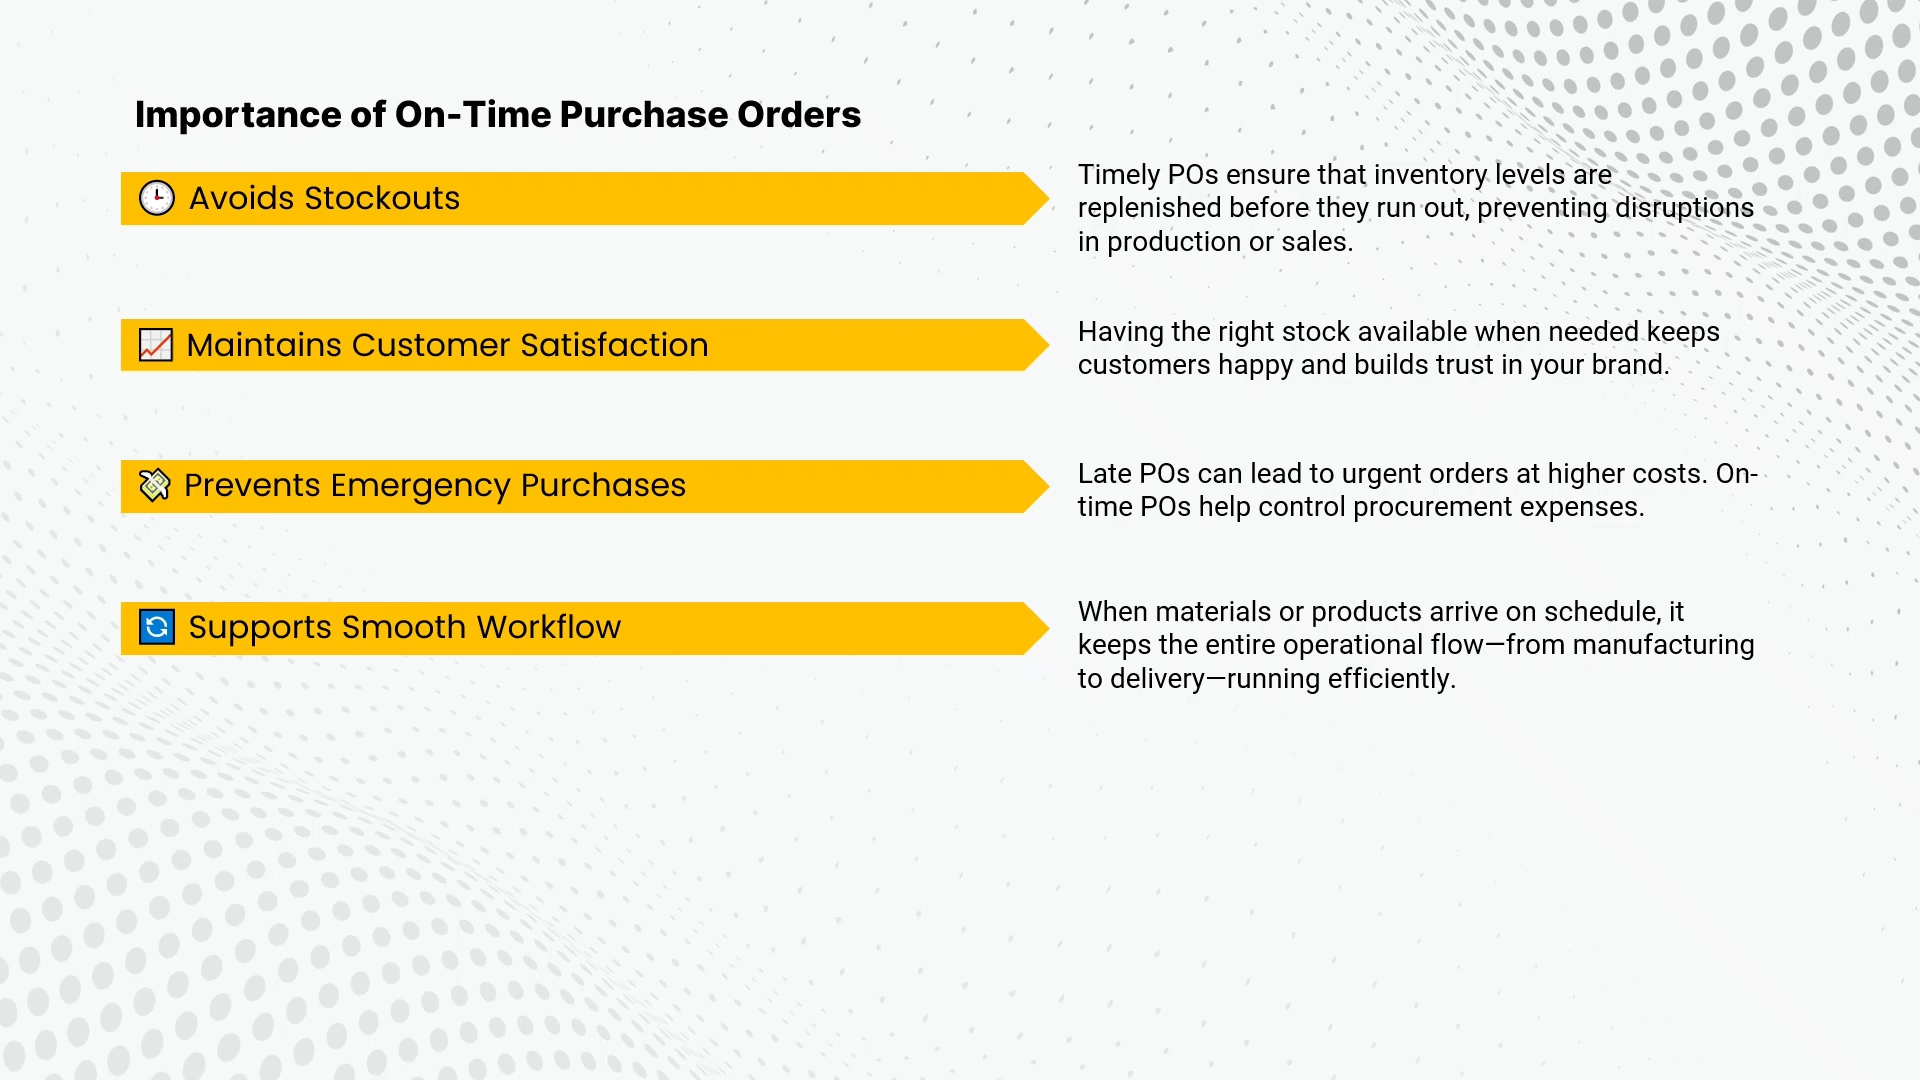 Importance of On-Time Purchase Orders
Avoids Stockouts
Timely POs ensure that inventory levels are
replenished before they run out, preventing disruptions
in production or sales.
Maintains Customer Satisfaction
Having the right stock available when needed keeps
customers happy and builds trust in your brand.
Prevents Emergency Purchases
Late POs can lead to urgent orders at higher costs. On-
time POs help control procurement expenses.
Supports Smooth Workflow
When materials or products arrive on schedule, it
keeps the entire operational flow—from manufacturing
to delivery—running efficiently.